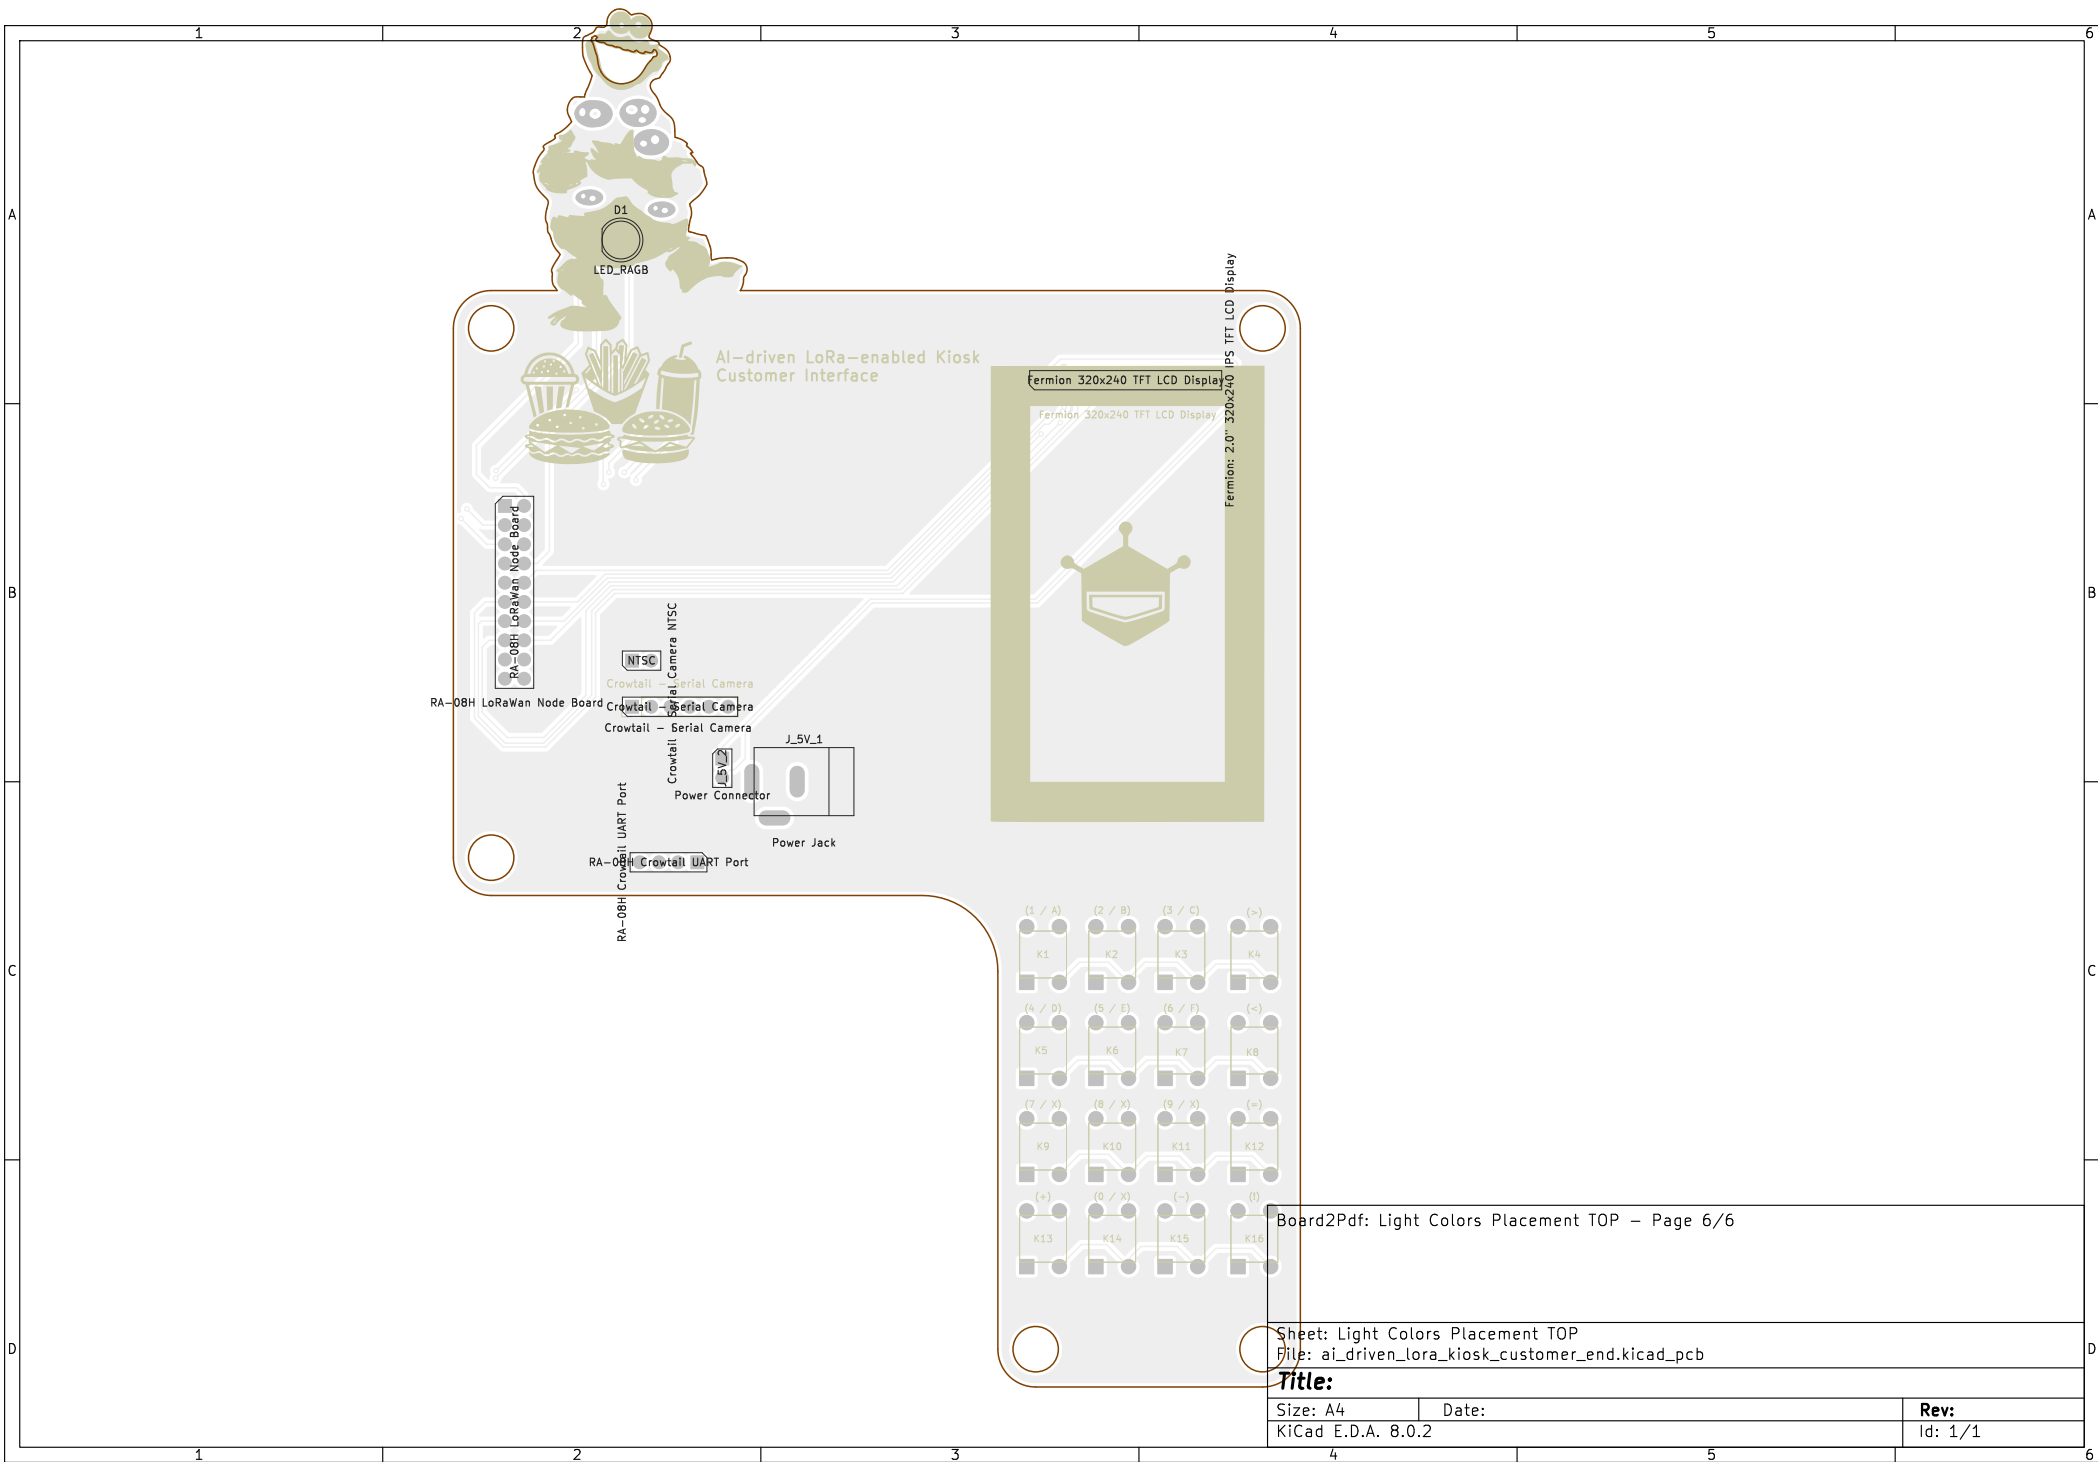 1 2 3 4 5 6
A A
D1
LED_RAGB
AI-driven LoRa-enabled Kiosk
Customer Interface
Fermion 320x240 TFT LCD Display
Fermion 320x240 TFT LCD Display
Fermion: 2.0" 320x240 IPS TFT LCD Display
RA-08H LoRaWan Node Board
B B
NTSC
Crowtail - Serial Camera NTSC
Crowtail - Serial Camera
RA-08H LoRaWan Node Board
Crowtail - Serial Camera
Crowtail - Serial Camera
J_5V_1
J_5V_2
Power Connector
Power Jack
RA-08H Crowtail UART Port
RA-08H Crowtail UART Port
(1 / A) (2 / B) (3 / C) (>)
K1 K2 K3 K4
C C
(4 / D) (5 / E) (6 / F) (<)
K5 K6 K7 K8
(7 / X) (8 / X) (9 / X) (=)
K9 K10 K11 K12
(+) (0 / X) (-) (I)
K13 K14 K15 K16
Board2Pdf: Light Colors Placement TOP - Page 6/6
Sheet: Light Colors Placement TOP
File: ai_driven_lora_kiosk_customer_end.kicad_pcb
D D
Title:
Size: A4 Date: Rev:
KiCad E.D.A. 8.0.2 Id: 1/1
1 2 3 4 5 6